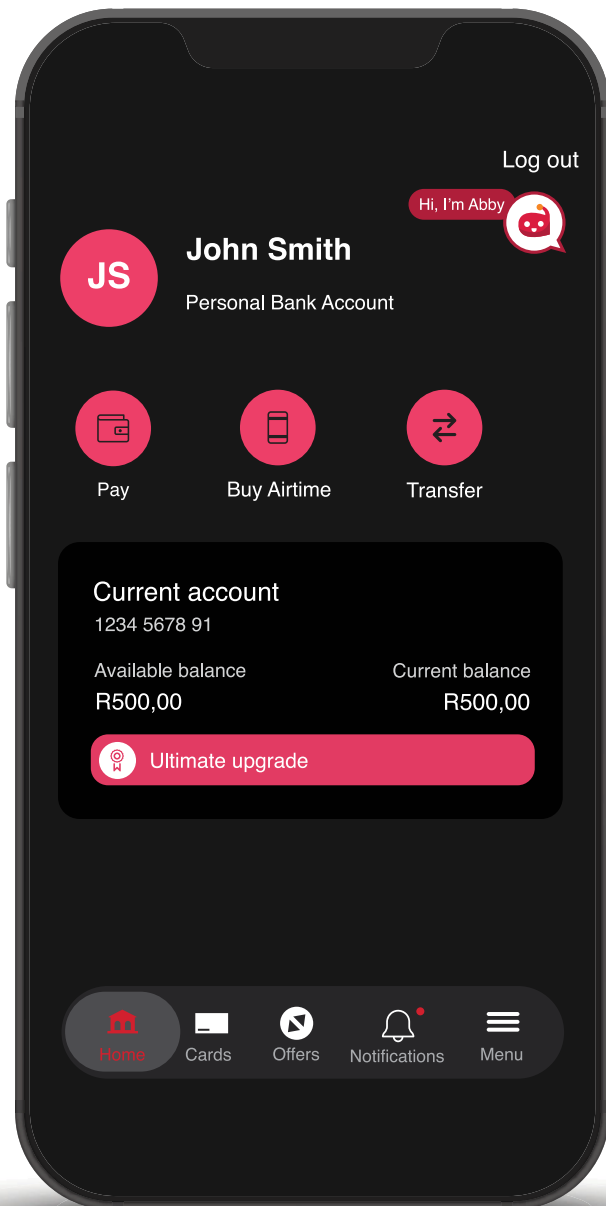 Log out
Hi, I'm Abby
JS
John Smith
Personal Bank Account
Pay
Buy Airtime
Transfer
Current account
1234 5678 91
Available balance
Current balance
R500,00
R500,00
Ultimate upgrade
Home
Cards
Offers
Notifications
Menu